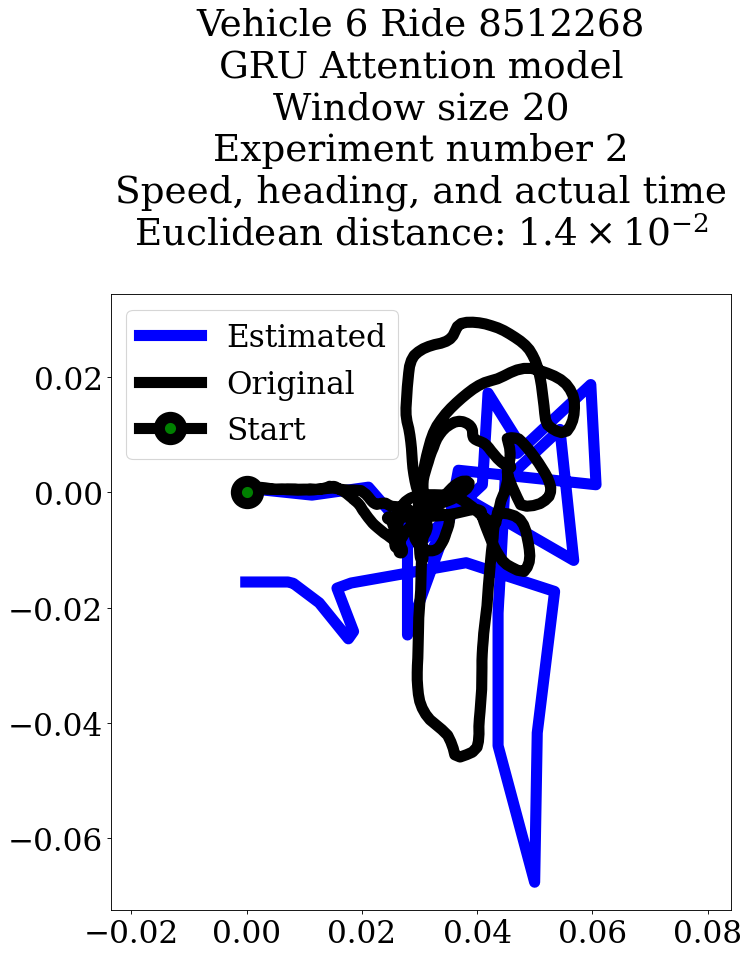 Vehicle 6 Ride 8512268
GRU Attention model
Window size 20
Experiment number 2
Speed, heading, and actual time
Euclidean distance: 1.4 × 10⁻²
Estimated
Original
Start
0.02
0.00
−0.02
−0.04
−0.06
−0.02 0.00 0.02 0.04 0.06 0.08